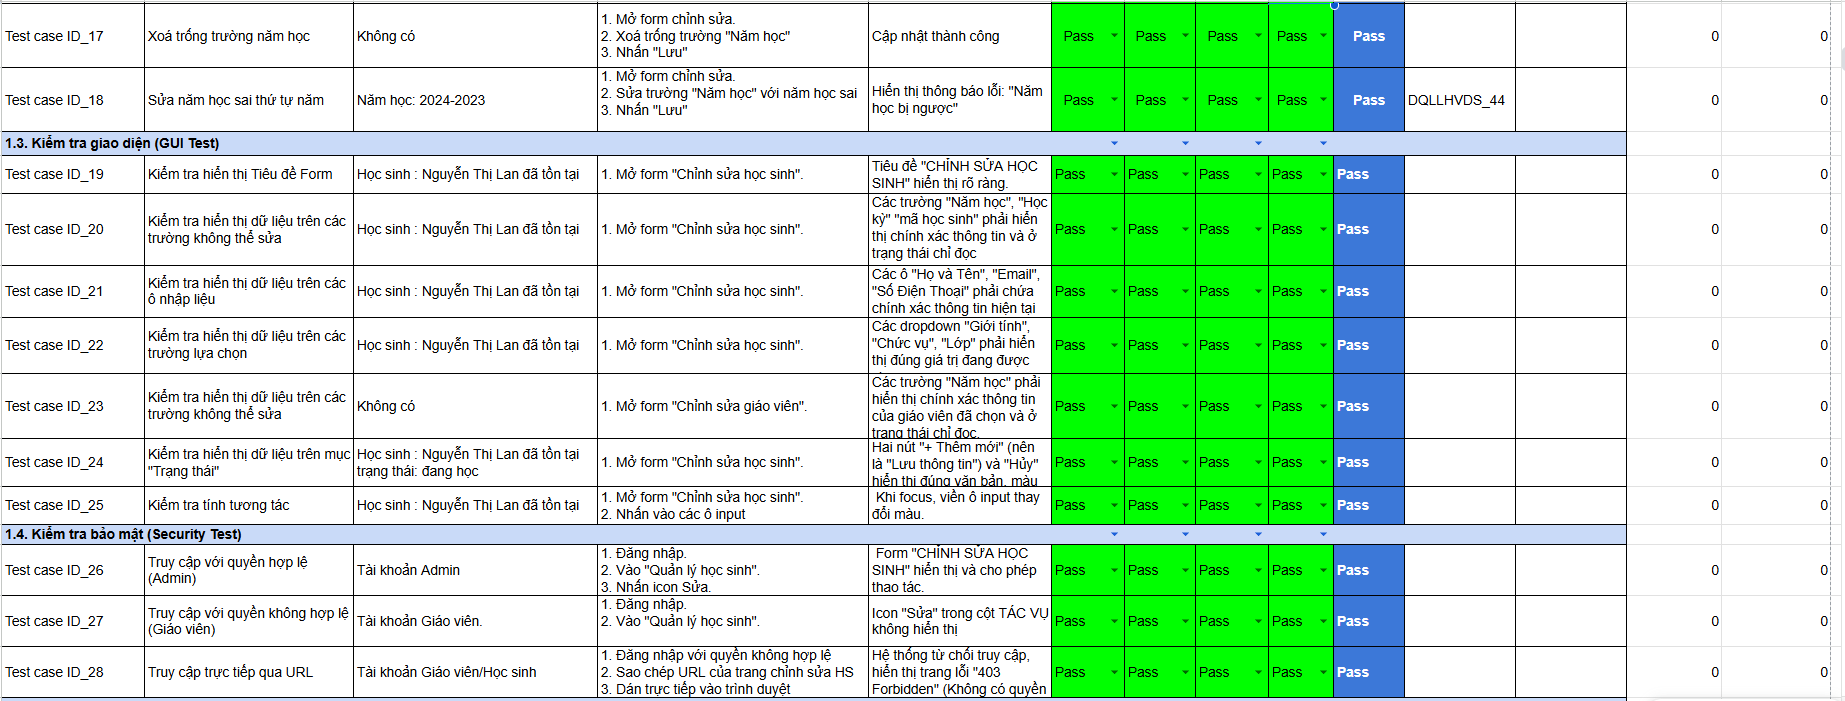 Test case ID_17
Xoá trống trường năm học
Không có
1. Mở form chỉnh sửa.
2. Xoá trống trường "Năm học"
3. Nhấn "Lưu"
Cập nhật thành công
Pass Pass Pass Pass Pass
0 0
Test case ID_18
Sửa năm học sai thứ tự năm
Năm học: 2024-2023
1. Mở form chỉnh sửa.
2. Sửa trường "Năm học" với năm học sai
3. Nhấn "Lưu"
Hiển thị thông báo lỗi: "Năm
học bị ngược"
Pass Pass Pass Pass Pass
DQLLHVDS_44
0 0
1.3. Kiểm tra giao diện (GUI Test)
Test case ID_19
Kiểm tra hiển thị Tiêu đề Form
Học sinh : Nguyễn Thị Lan đã tồn tại
1. Mở form "Chỉnh sửa học sinh".
Tiêu đề "CHỈNH SỬA HỌC
SINH" hiển thị rõ ràng.
Pass Pass Pass Pass Pass
0 0
Test case ID_20
Kiểm tra hiển thị dữ liệu trên các
trường không thể sửa
Học sinh : Nguyễn Thị Lan đã tồn tại
1. Mở form "Chỉnh sửa học sinh".
Các trường "Năm học", "Học
kỳ" "mã học sinh" phải hiển
thị chính xác thông tin và ở
trạng thái chỉ đọc
Pass Pass Pass Pass Pass
0 0
Test case ID_21
Kiểm tra hiển thị dữ liệu trên các
ô nhập liệu
Học sinh : Nguyễn Thị Lan đã tồn tại
1. Mở form "Chỉnh sửa học sinh".
Các ô "Họ và Tên", "Email",
"Số Điện Thoại" phải chứa
chính xác thông tin hiện tại
Pass Pass Pass Pass Pass
0 0
Test case ID_22
Kiểm tra hiển thị dữ liệu trên các
trường lựa chọn
Học sinh : Nguyễn Thị Lan đã tồn tại
1. Mở form "Chỉnh sửa học sinh".
Các dropdown "Giới tính",
"Chức vụ", "Lớp" phải hiển
thị đúng giá trị đang được
Pass Pass Pass Pass Pass
0 0
Test case ID_23
Kiểm tra hiển thị dữ liệu trên các
trường không thể sửa
Không có
1. Mở form "Chỉnh sửa giáo viên".
Các trường "Năm học" phải
hiển thị chính xác thông tin
của giáo viên đã chọn và ở
trạng thái chỉ đọc.
Pass Pass Pass Pass Pass
0 0
Test case ID_24
Kiểm tra hiển thị dữ liệu trên mục
"Trạng thái"
Học sinh : Nguyễn Thị Lan đã tồn tại
trạng thái: đang học
1. Mở form "Chỉnh sửa học sinh".
Hai nút "+ Thêm mới" (nên
là "Lưu thông tin") và "Hủy"
hiển thị đúng văn bản, màu
Pass Pass Pass Pass Pass
0 0
Test case ID_25
Kiểm tra tính tương tác
Học sinh : Nguyễn Thị Lan đã tồn tại
1. Mở form "Chỉnh sửa học sinh".
2. Nhấn vào các ô input
Khi focus, viền ô input thay
đổi màu.
Pass Pass Pass Pass Pass
0 0
1.4. Kiểm tra bảo mật (Security Test)
Test case ID_26
Truy cập với quyền hợp lệ
(Admin)
Tài khoản Admin
1. Đăng nhập.
2. Vào "Quản lý học sinh".
3. Nhấn icon Sửa.
Form "CHỈNH SỬA HỌC
SINH" hiển thị và cho phép
thao tác.
Pass Pass Pass Pass Pass
0 0
Test case ID_27
Truy cập với quyền không hợp lệ
(Giáo viên)
Tài khoản Giáo viên.
1. Đăng nhập.
2. Vào "Quản lý học sinh".
Icon "Sửa" trong cột TÁC VỤ
không hiển thị
Pass Pass Pass Pass Pass
0 0
Test case ID_28
Truy cập trực tiếp qua URL
Tài khoản Giáo viên/Học sinh
1. Đăng nhập với quyền không hợp lệ
2. Sao chép URL của trang chỉnh sửa HS
3. Dán trực tiếp vào trình duyệt
Hệ thống từ chối truy cập,
hiển thị trang lỗi "403
Forbidden" (Không có quyền
Pass Pass Pass Pass Pass
0 0